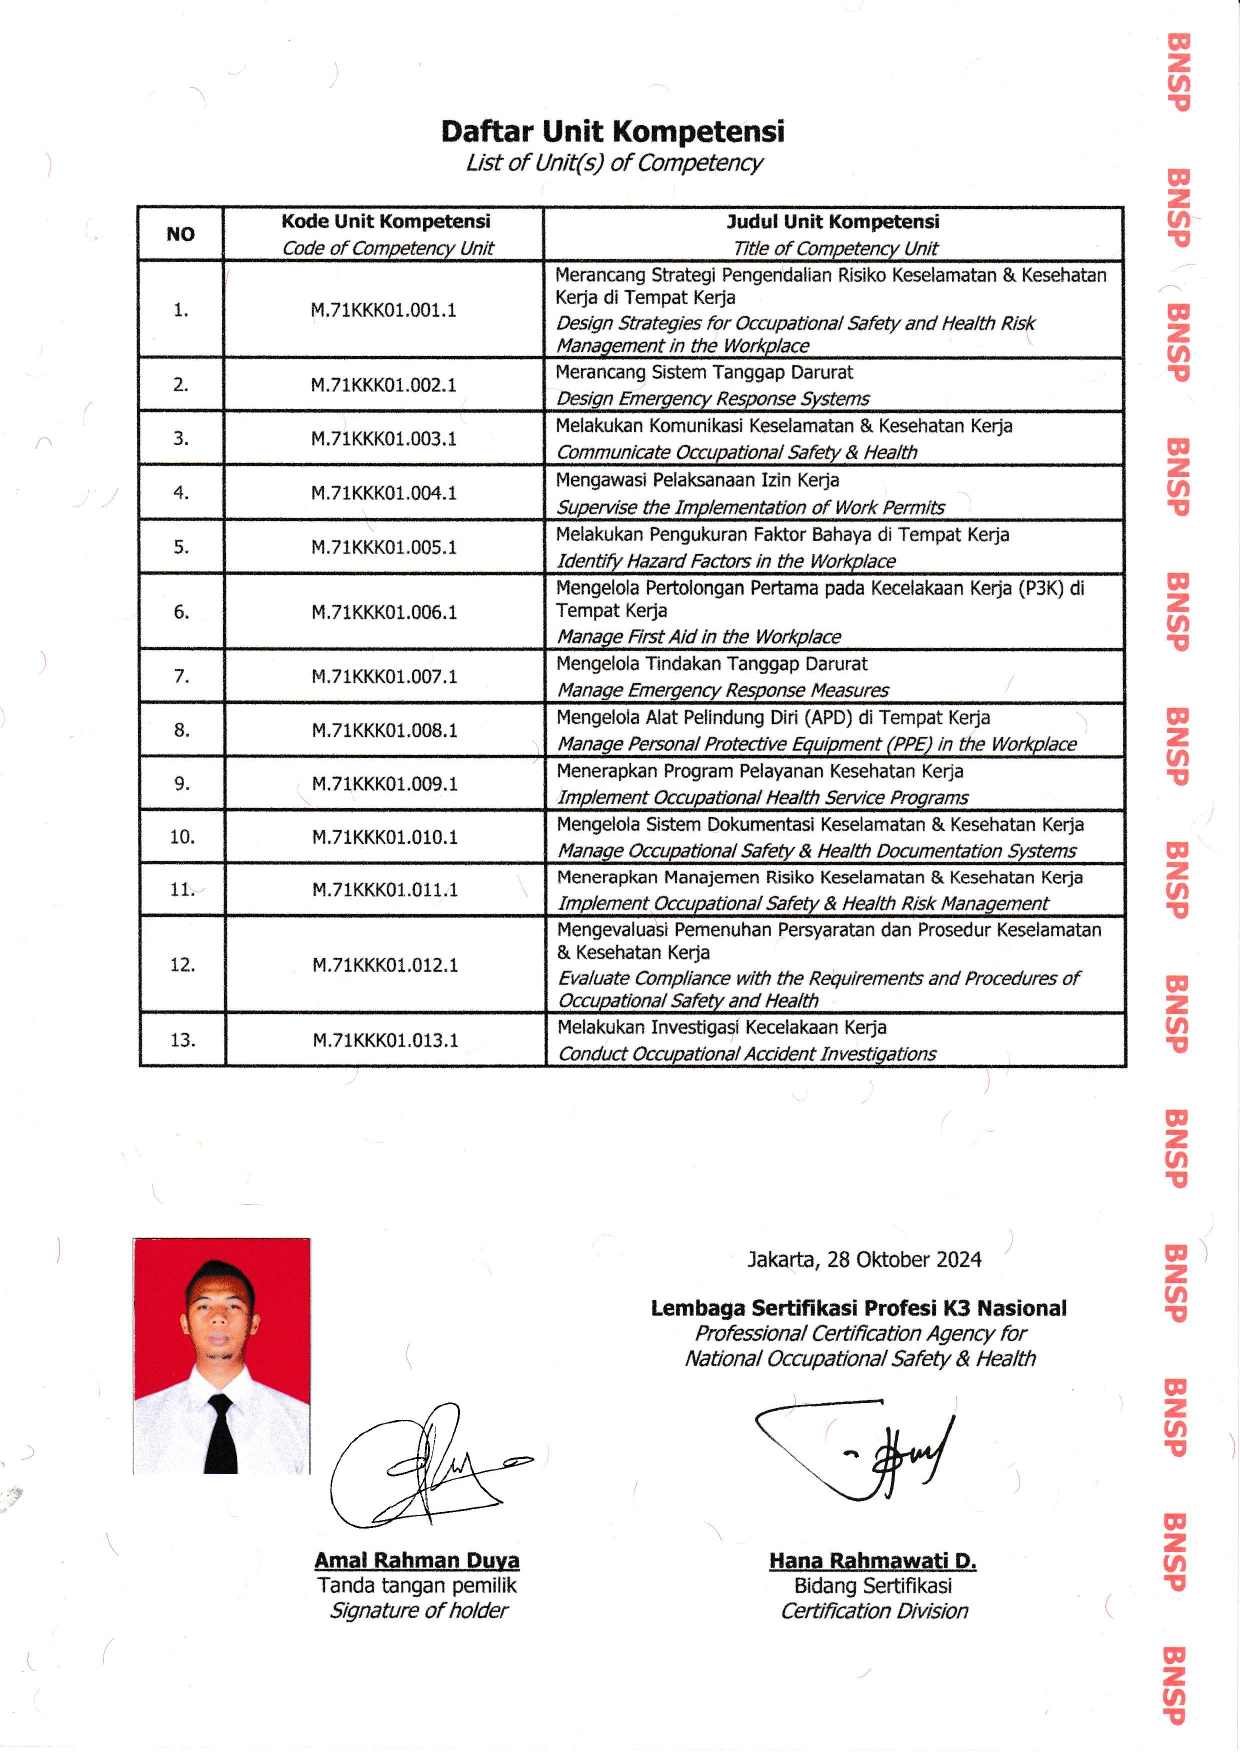 Daftar Unit Kompetensi
List of Unit(s) of Competency
NO
Kode Unit Kompetensi
Code of Competency Unit
Judul Unit Kompetensi
Title of Competency Unit
1.
M.71KKK01.001.1
Merancang Strategi Pengendalian Risiko Keselamatan & Kesehatan
Kerja di Tempat Kerja
Design Strategies for Occupational Safety and Health Risk
Management in the Workplace
2.
M.71KKK01.002.1
Merancang Sistem Tanggap Darurat
Design Emergency Response Systems
3.
M.71KKK01.003.1
Melakukan Komunikasi Keselamatan & Kesehatan Kerja
Communicate Occupational Safety & Health
4.
M.71KKK01.004.1
Mengawasi Pelaksanaan Izin Kerja
Supervise the Implementation of Work Permits
5.
M.71KKK01.005.1
Melakukan Pengukuran Faktor Bahaya di Tempat Kerja
Identify Hazard Factors in the Workplace
6.
M.71KKK01.006.1
Mengelola Pertolongan Pertama pada Kecelakaan Kerja (P3K) di
Tempat Kerja
Manage First Aid in the Workplace
7.
M.71KKK01.007.1
Mengelola Tindakan Tanggap Darurat
Manage Emergency Response Measures
8.
M.71KKK01.008.1
Mengelola Alat Pelindung Diri (APD) di Tempat Kerja
Manage Personal Protective Equipment (PPE) in the Workplace
9.
M.71KKK01.009.1
Menerapkan Program Pelayanan Kesehatan Kerja
Implement Occupational Health Service Programs
10.
M.71KKK01.010.1
Mengelola Sistem Dokumentasi Keselamatan & Kesehatan Kerja
Manage Occupational Safety & Health Documentation Systems
11.
M.71KKK01.011.1
Menerapkan Manajemen Risiko Keselamatan & Kesehatan Kerja
Implement Occupational Safety & Health Risk Management
12.
M.71KKK01.012.1
Mengevaluasi Pemenuhan Persyaratan dan Prosedur Keselamatan
& Kesehatan Kerja
Evaluate Compliance with the Requirements and Procedures of
Occupational Safety and Health
13.
M.71KKK01.013.1
Melakukan Investigasi Kecelakaan Kerja
Conduct Occupational Accident Investigations
Jakarta, 28 Oktober 2024
Lembaga Sertifikasi Profesi K3 Nasional
Professional Certification Agency for
National Occupational Safety & Health
Amal Rahman Duya
Tanda tangan pemilik
Signature of holder
Hana Rahmawati D.
Bidang Sertifikasi
Certification Division
BNSP
BNSP
BNSP
BNSP
BNSP
BNSP
BNSP
BNSP
BNSP
BNSP
BNSP
BNSP
BNSP